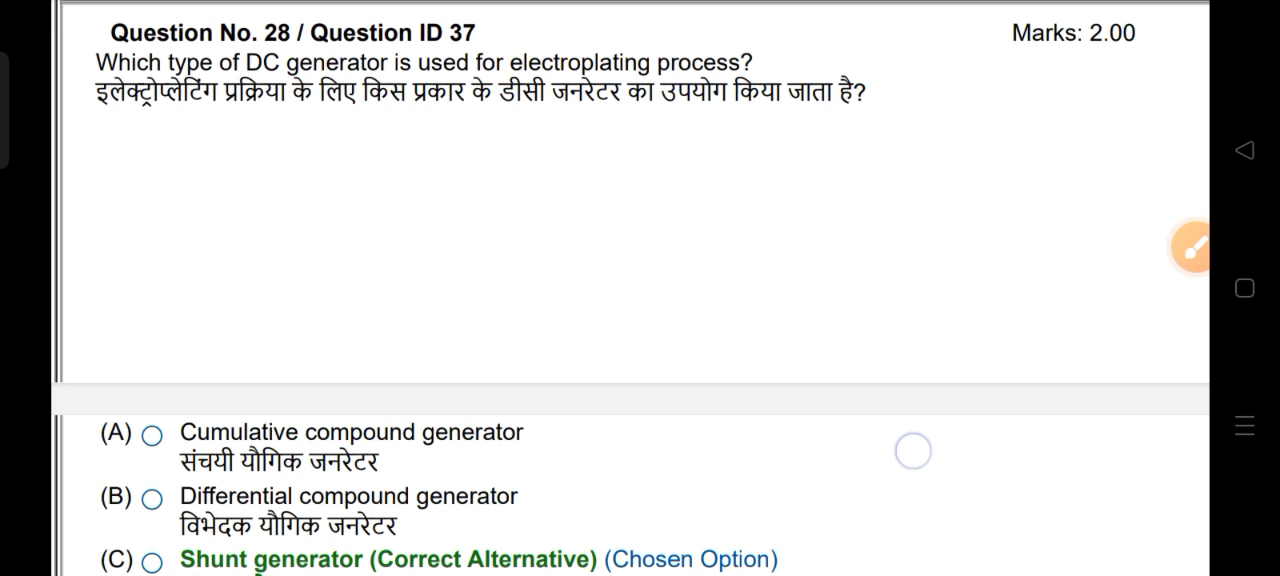 Question No. 28 / Question ID 37 Marks: 2.00
Which type of DC generator is used for electroplating process?
इलेक्ट्रोप्लेटिंग प्रक्रिया के लिए किस प्रकार के डीसी जनरेटर का उपयोग किया जाता है?
(A) Cumulative compound generator
संचयी यौगिक जनरेटर
(B) Differential compound generator
विभेदक यौगिक जनरेटर
(C) Shunt generator (Correct Alternative) (Chosen Option)